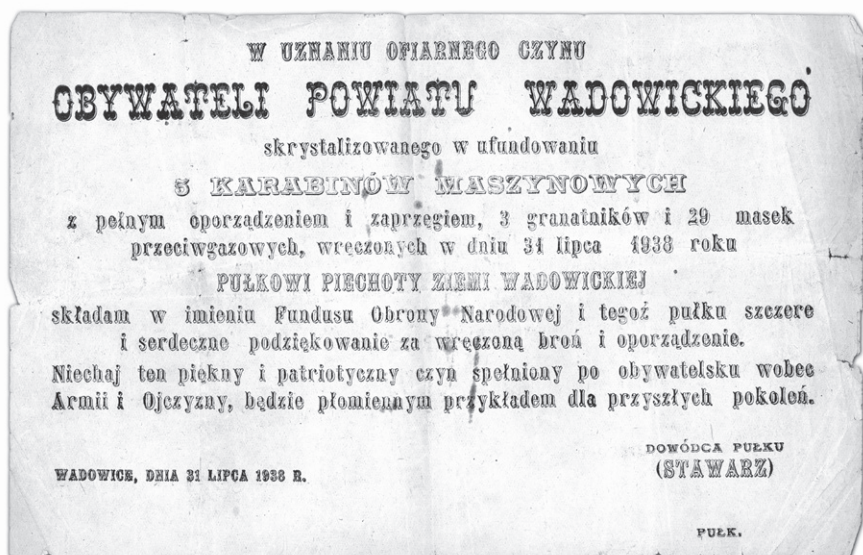 W UZNANIU OFIARNEGO CZYNU
OBYWATELI POWIATU WADOWICKIEGO
skrystalizowanego w ufundowaniu
5 KARABINÓW MASZYNOWYCH
z pełnym oporządzeniem i zaprzęgiem, 3 granatników i 29 masek
przeciwgazowych, wręczonych w dniu 31 lipca 1938 roku
PUŁKOWI PIECHOTY ZIEMI WADOWICKIEJ
składam w imieniu Fundusu Obrony Narodowej i tegoż pułku szczere
i serdeczne podziękowanie za wręczoną broń i oporządzenie.
Niechaj ten piękny i patriotyczny czyn spełniony po obywatelsku wobec
Armii i Ojczyzny, będzie płomiennym przykładem dla przyszłych pokoleń.
DOWÓDCA PUŁKU
(STAWARZ)
WADOWICE, DNIA 31 LIPCA 1938 R.
PUŁK.